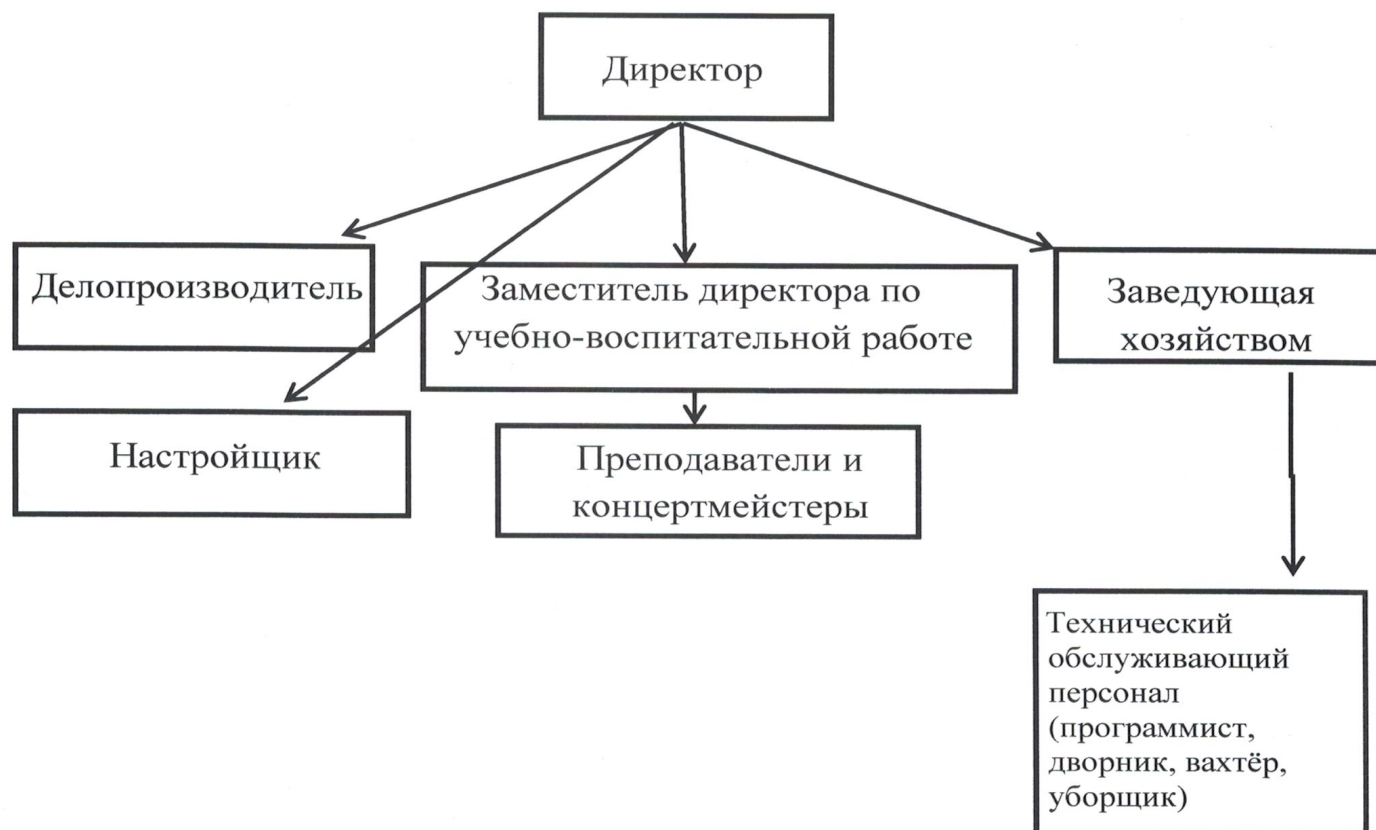 Директор
Делопроизводитель
Заместитель директора по
учебно-воспитательной работе
Заведующая
хозяйством
Настройщик
Преподаватели и
концертмейстеры
Технический
обслуживающий
персонал
(программист,
дворник, вахтёр,
уборщик)